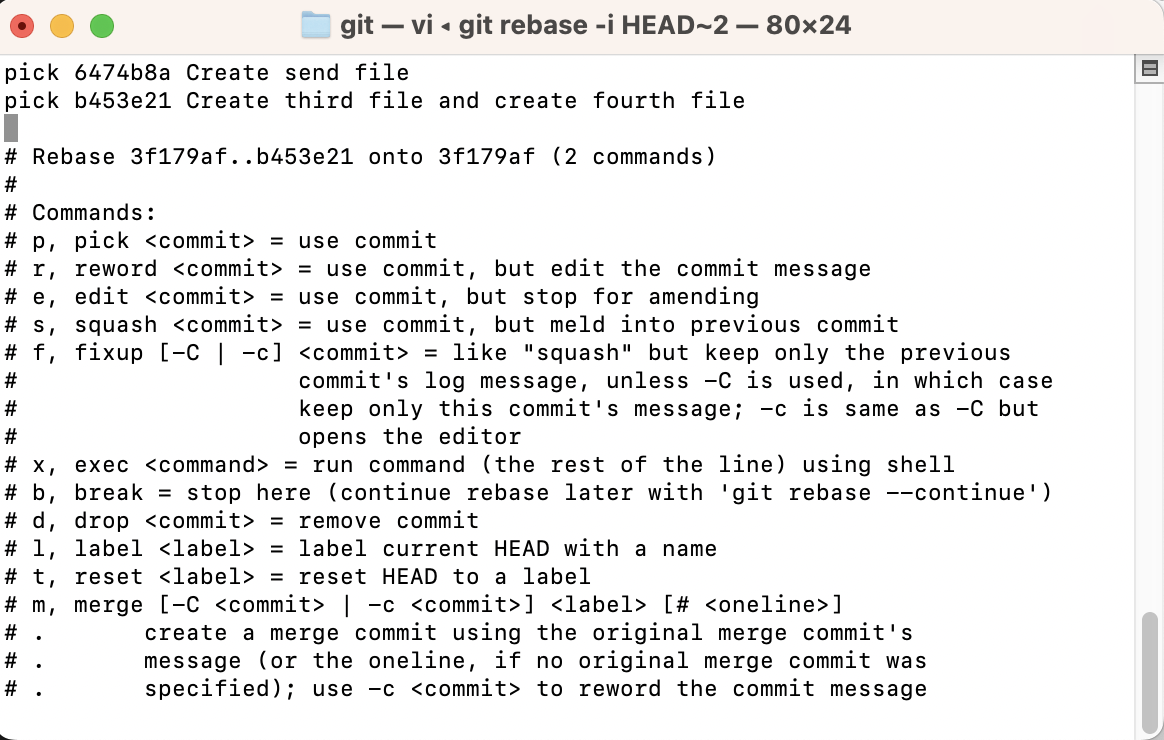 git — vi ◂ git rebase -i HEAD~2 — 80×24
pick 6474b8a Create send file
pick b453e21 Create third file and create fourth file

# Rebase 3f179af..b453e21 onto 3f179af (2 commands)
#
# Commands:
# p, pick <commit> = use commit
# r, reword <commit> = use commit, but edit the commit message
# e, edit <commit> = use commit, but stop for amending
# s, squash <commit> = use commit, but meld into previous commit
# f, fixup [-C | -c] <commit> = like "squash" but keep only the previous
#                    commit's log message, unless -C is used, in which case
#                    keep only this commit's message; -c is same as -C but
#                    opens the editor
# x, exec <command> = run command (the rest of the line) using shell
# b, break = stop here (continue rebase later with 'git rebase --continue')
# d, drop <commit> = remove commit
# l, label <label> = label current HEAD with a name
# t, reset <label> = reset HEAD to a label
# m, merge [-C <commit> | -c <commit>] <label> [# <oneline>]
# .       create a merge commit using the original merge commit's
# .       message (or the oneline, if no original merge commit was
# .       specified); use -c <commit> to reword the commit message